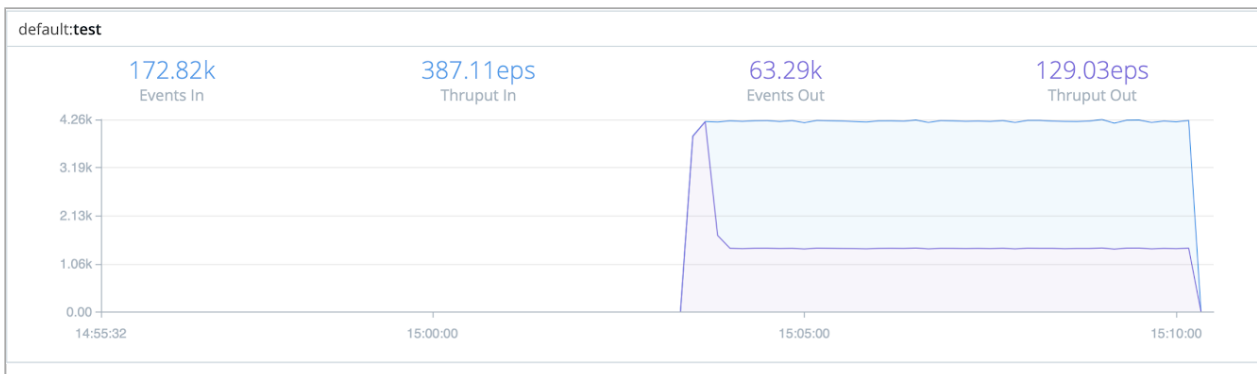 default:test
172.82k 387.11eps 63.29k 129.03eps
Events In Thruput In Events Out Thruput Out
4.26k
3.19k
2.13k
1.06k
0.00
14:55:32 15:00:00 15:05:00 15:10:00